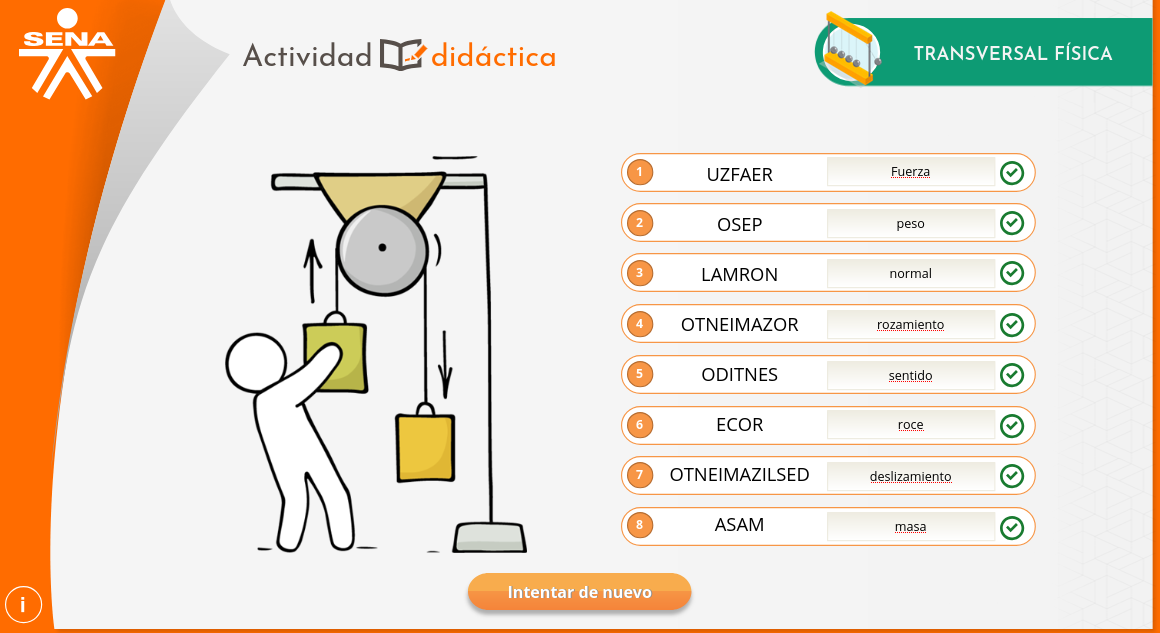 SENA
Actividad didáctica
TRANSVERSAL FÍSICA
1 UZFAER Fuerza
2 OSEP peso
3 LAMRON normal
4 OTNEIMAZOR rozamiento
5 ODITNES sentido
6 ECOR roce
7 OTNEIMAZILSED deslizamiento
8 ASAM masa
Intentar de nuevo
i